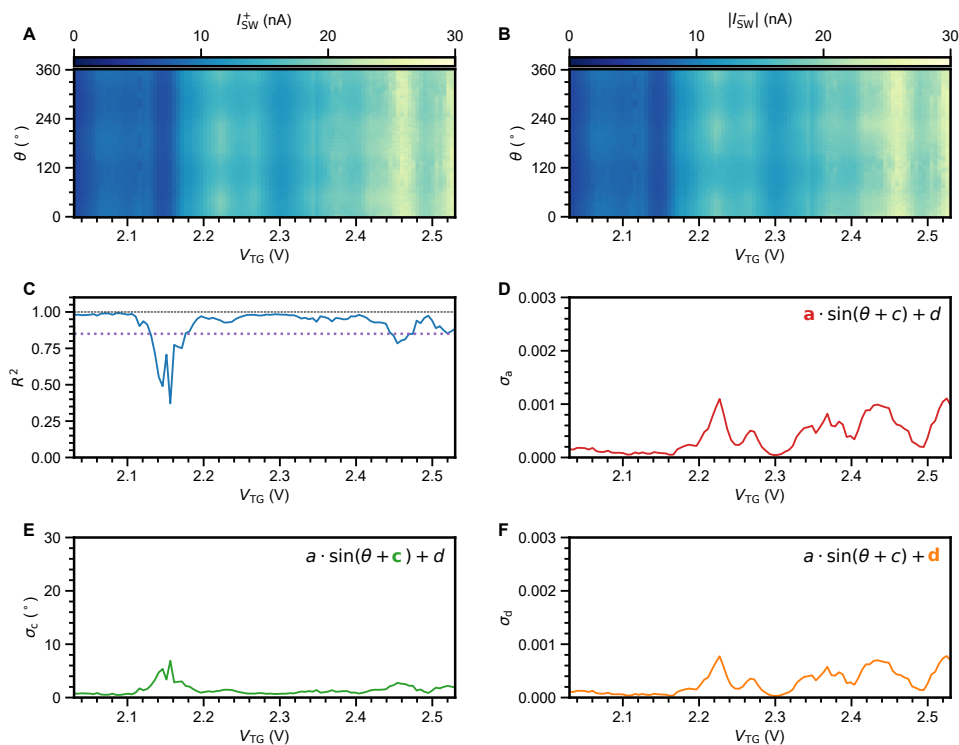 A
I⁺SW (nA)
0 10 20 30
360
240
120
0
θ (°)
2.1 2.2 2.3 2.4 2.5
VTG (V)
B
|I⁻SW| (nA)
0 10 20 30
360
240
120
0
θ (°)
2.1 2.2 2.3 2.4 2.5
VTG (V)
C
1.00
0.75
0.50
0.25
0.00
R²
2.1 2.2 2.3 2.4 2.5
VTG (V)
D
a · sin(θ + c) + d
0.003
0.002
0.001
0.000
σa
2.1 2.2 2.3 2.4 2.5
VTG (V)
E
a · sin(θ + c) + d
30
20
10
0
σc (°)
2.1 2.2 2.3 2.4 2.5
VTG (V)
F
a · sin(θ + c) + d
0.003
0.002
0.001
0.000
σd
2.1 2.2 2.3 2.4 2.5
VTG (V)